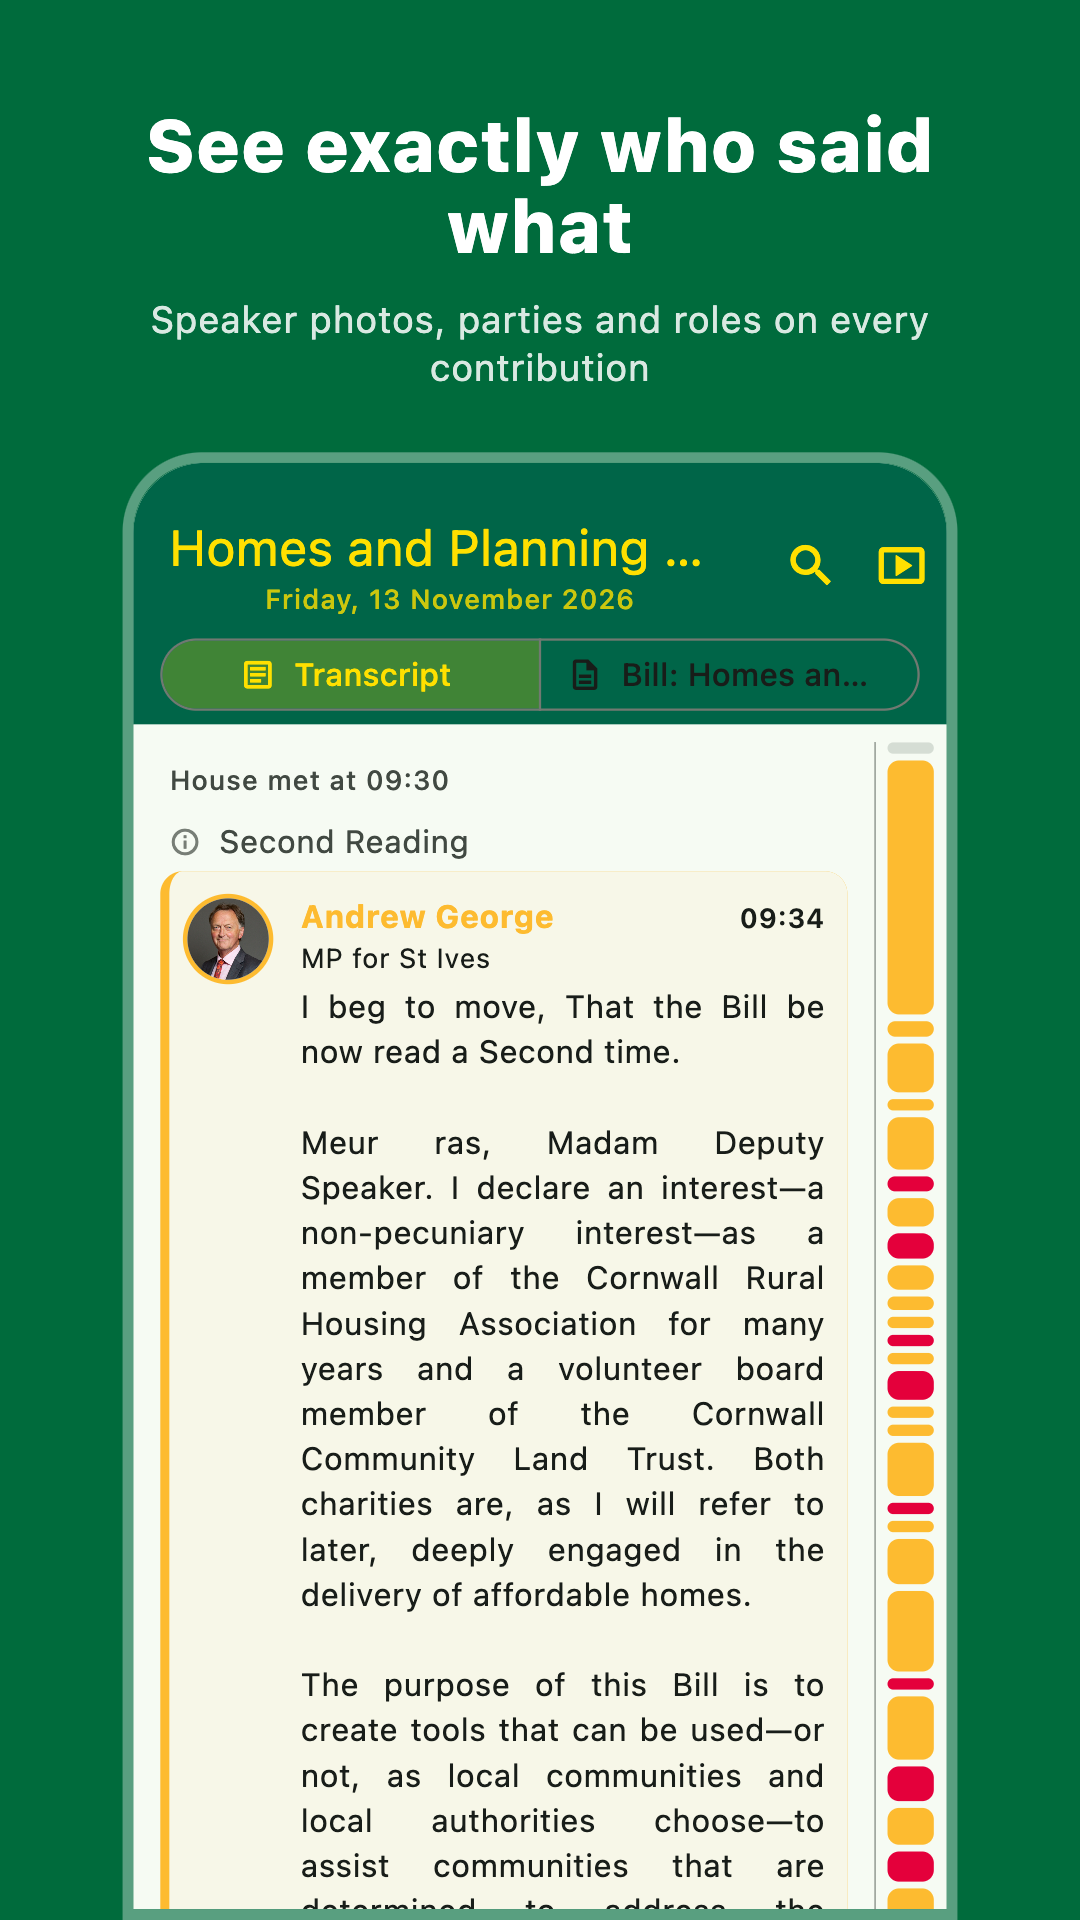 See exactly who said
what
Speaker photos, parties and roles on every
contribution
Homes and Planning ...
Friday, 13 November 2026
Transcript
Bill: Homes an...
House met at 09:30
Second Reading
Andrew George 09:34
MP for St Ives
I beg to move, That the Bill be
now read a Second time.
Meur ras, Madam Deputy
Speaker. I declare an interest—a
non-pecuniary interest—as a
member of the Cornwall Rural
Housing Association for many
years and a volunteer board
member of the Cornwall
Community Land Trust. Both
charities are, as I will refer to
later, deeply engaged in the
delivery of affordable homes.
The purpose of this Bill is to
create tools that can be used—or
not, as local communities and
local authorities choose—to
assist communities that are
determined to address the